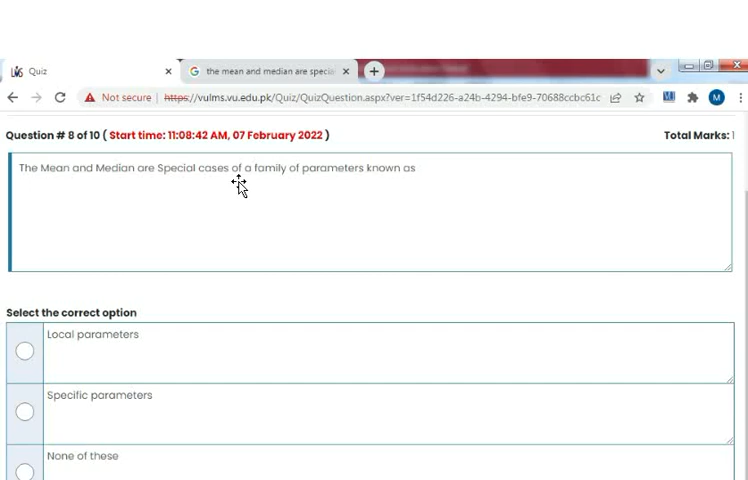 Quiz
the mean and median are specia
Not secure | https://vulms.vu.edu.pk/Quiz/QuizQuestion.aspx?ver=1f54d226-a24b-4294-bfe9-70688ccbc61c
M
Question # 8 of 10 ( Start time: 11:08:42 AM, 07 February 2022 )
Total Marks: 1
The Mean and Median are Special cases of a family of parameters known as
Select the correct option
Local parameters
Specific parameters
None of these